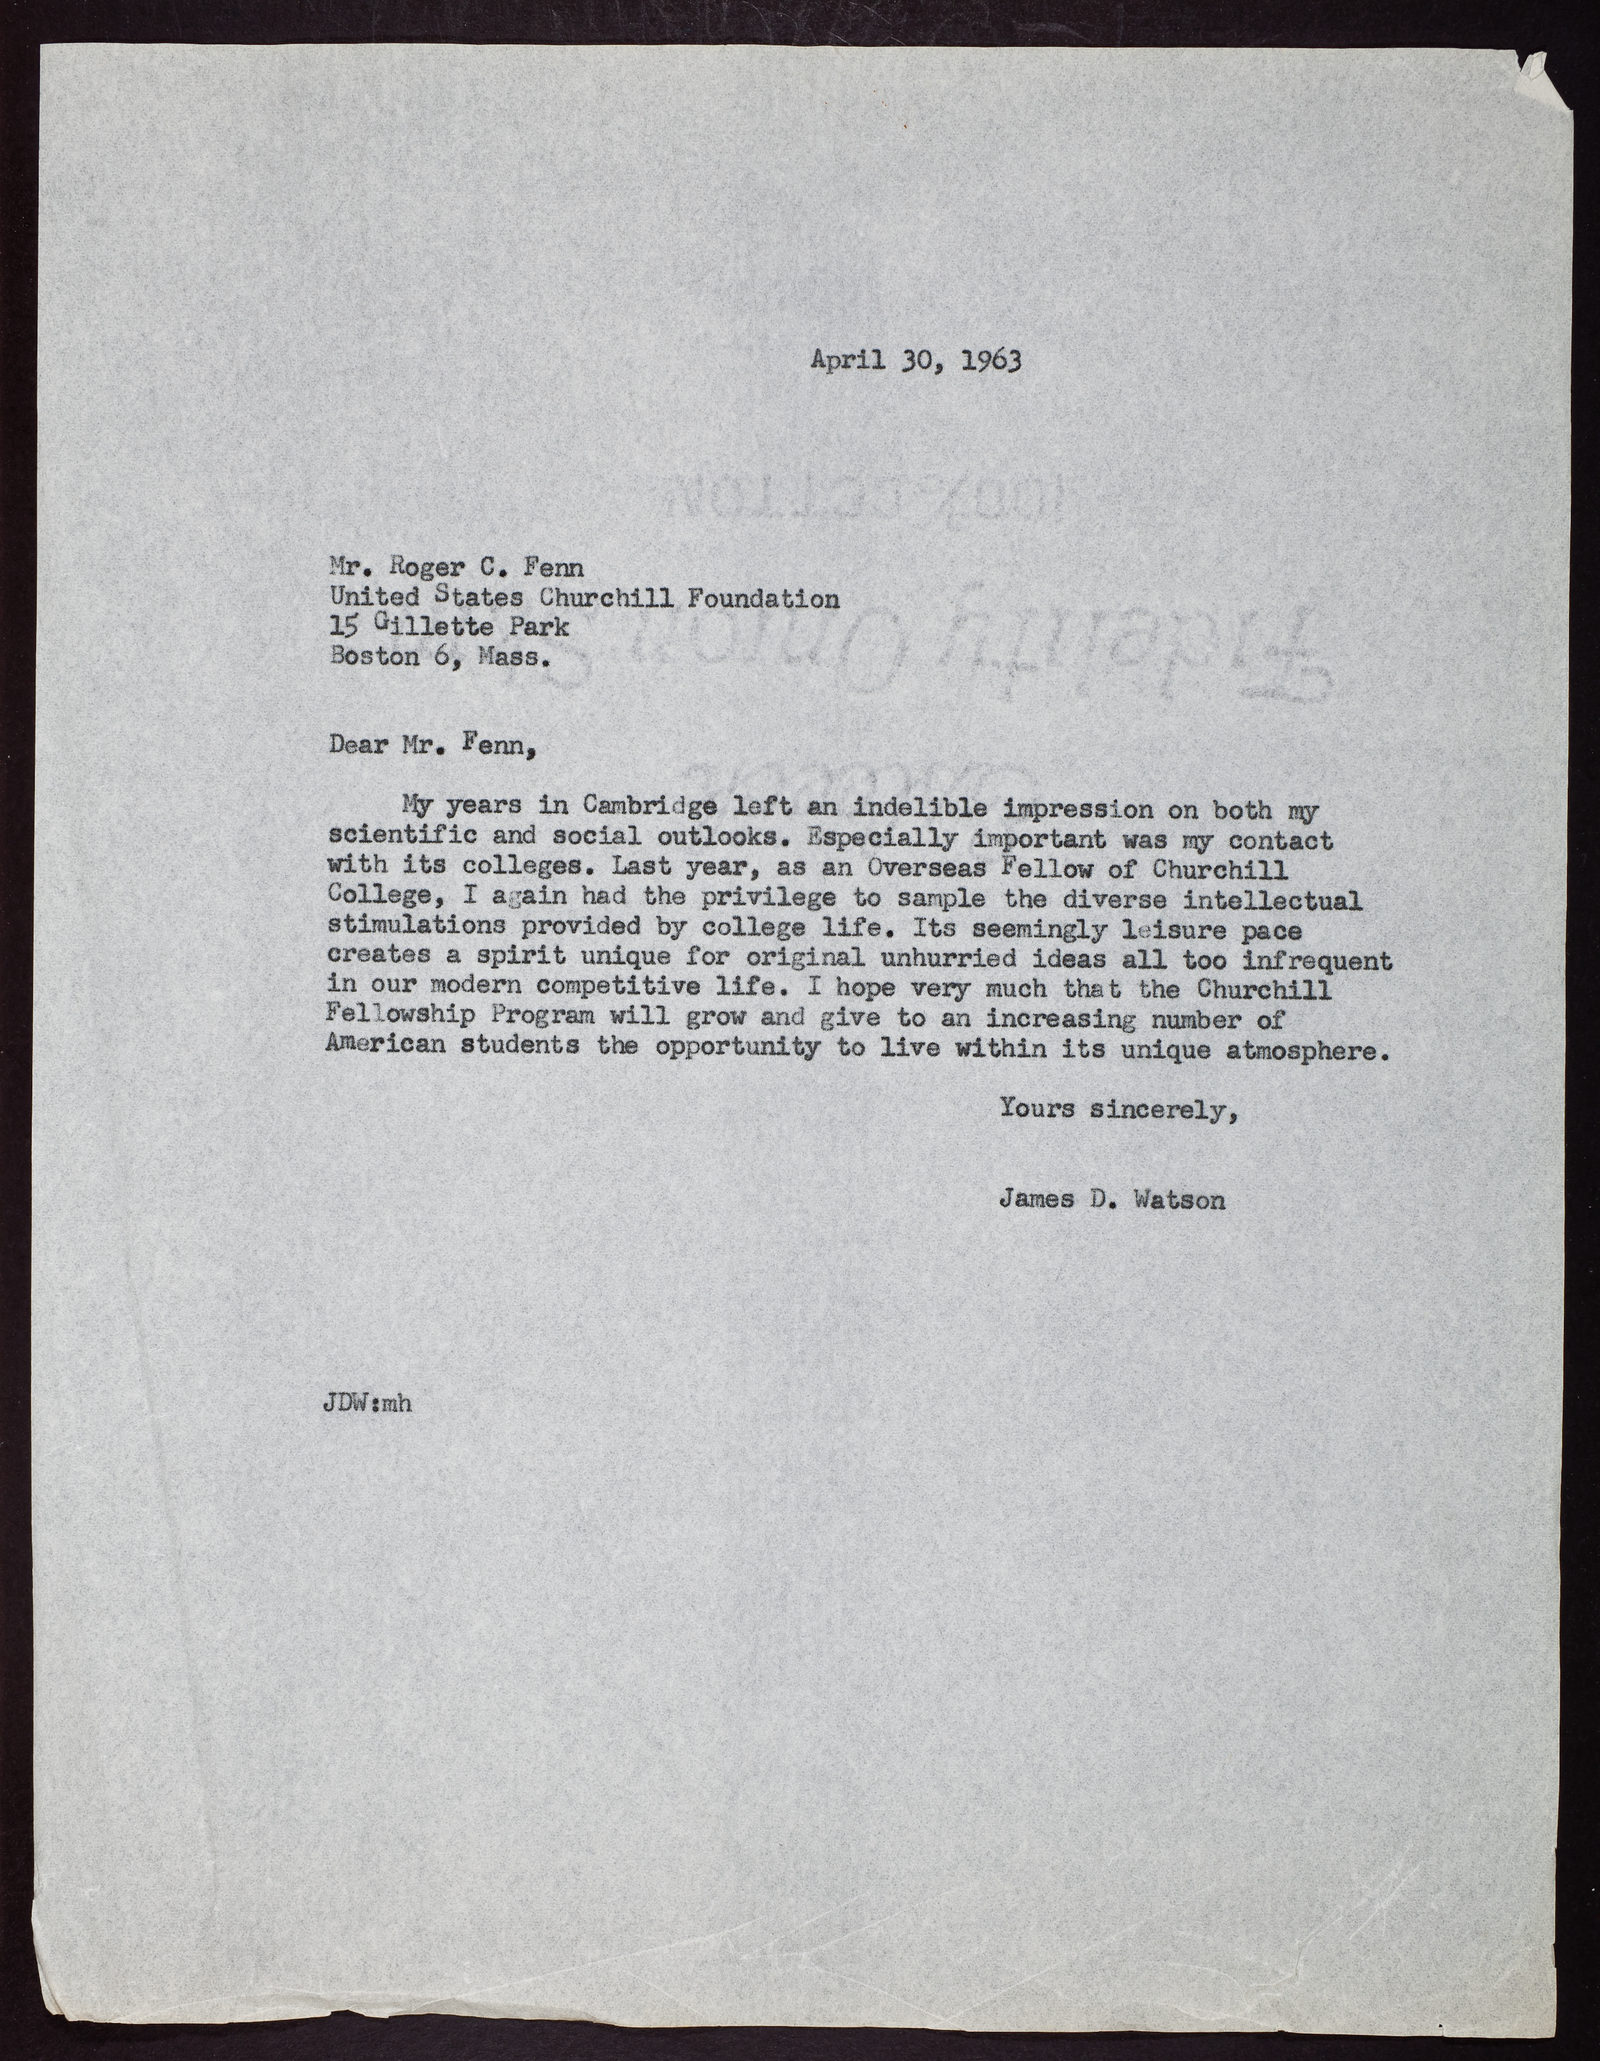 April 30, 1963
Mr. Roger C. Fenn
United States Churchill Foundation
15 Gillette Park
Boston 6, Mass.
Dear Mr. Fenn,
My years in Cambridge left an indelible impression on both my
scientific and social outlooks. Especially important was my contact
with its colleges. Last year, as an Overseas Fellow of Churchill
College, I again had the privilege to sample the diverse intellectual
stimulations provided by college life. Its seemingly leisure pace
creates a spirit unique for original unhurried ideas all too infrequent
in our modern competitive life. I hope very much that the Churchill
Fellowship Program will grow and give to an increasing number of
American students the opportunity to live within its unique atmosphere.
Yours sincerely,
James D. Watson
JDW:mh